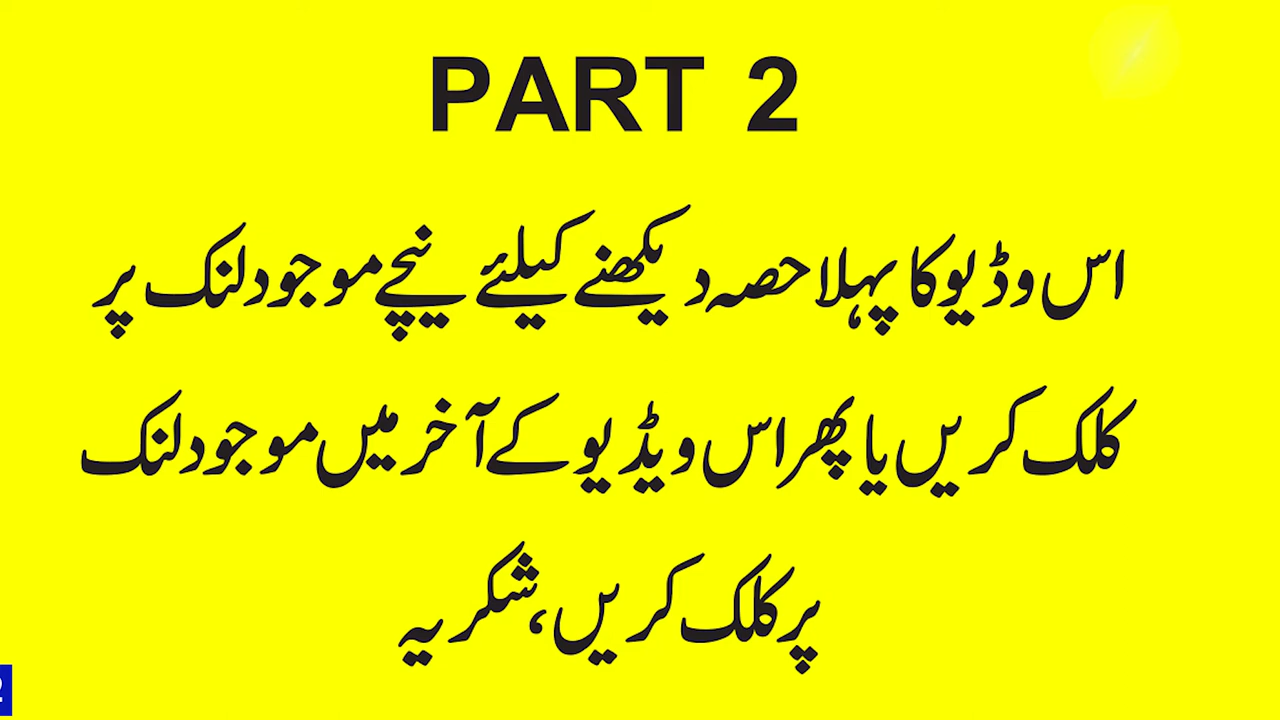 PART 2
اس وڈیو کا پہلا حصہ دیکھنے کیلئے نیچے موجود لنک پر
کلک کریں یا پھر اس ویڈیو کے آخر میں موجود لنک
پر کلک کریں، شکریہ